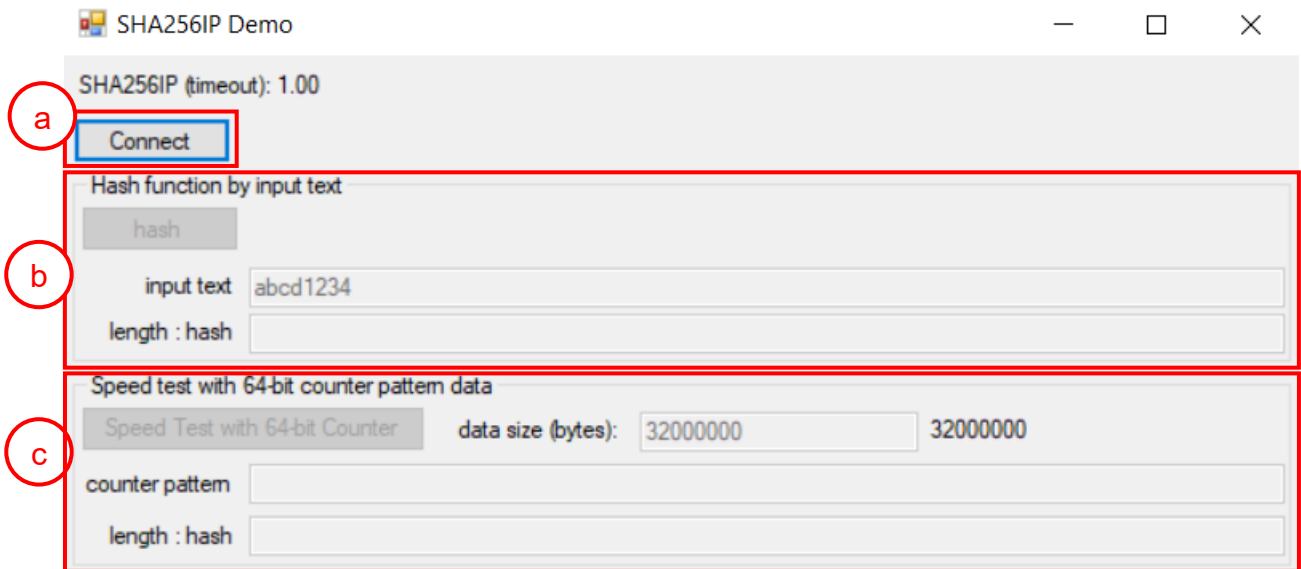 SHA256IP Demo
SHA256IP (timeout): 1.00
a
Connect
Hash function by input text
hash
b
input text abcd1234
length : hash
Speed test with 64-bit counter pattern data
Speed Test with 64-bit Counter data size (bytes): 32000000 32000000
c
counter pattern
length : hash